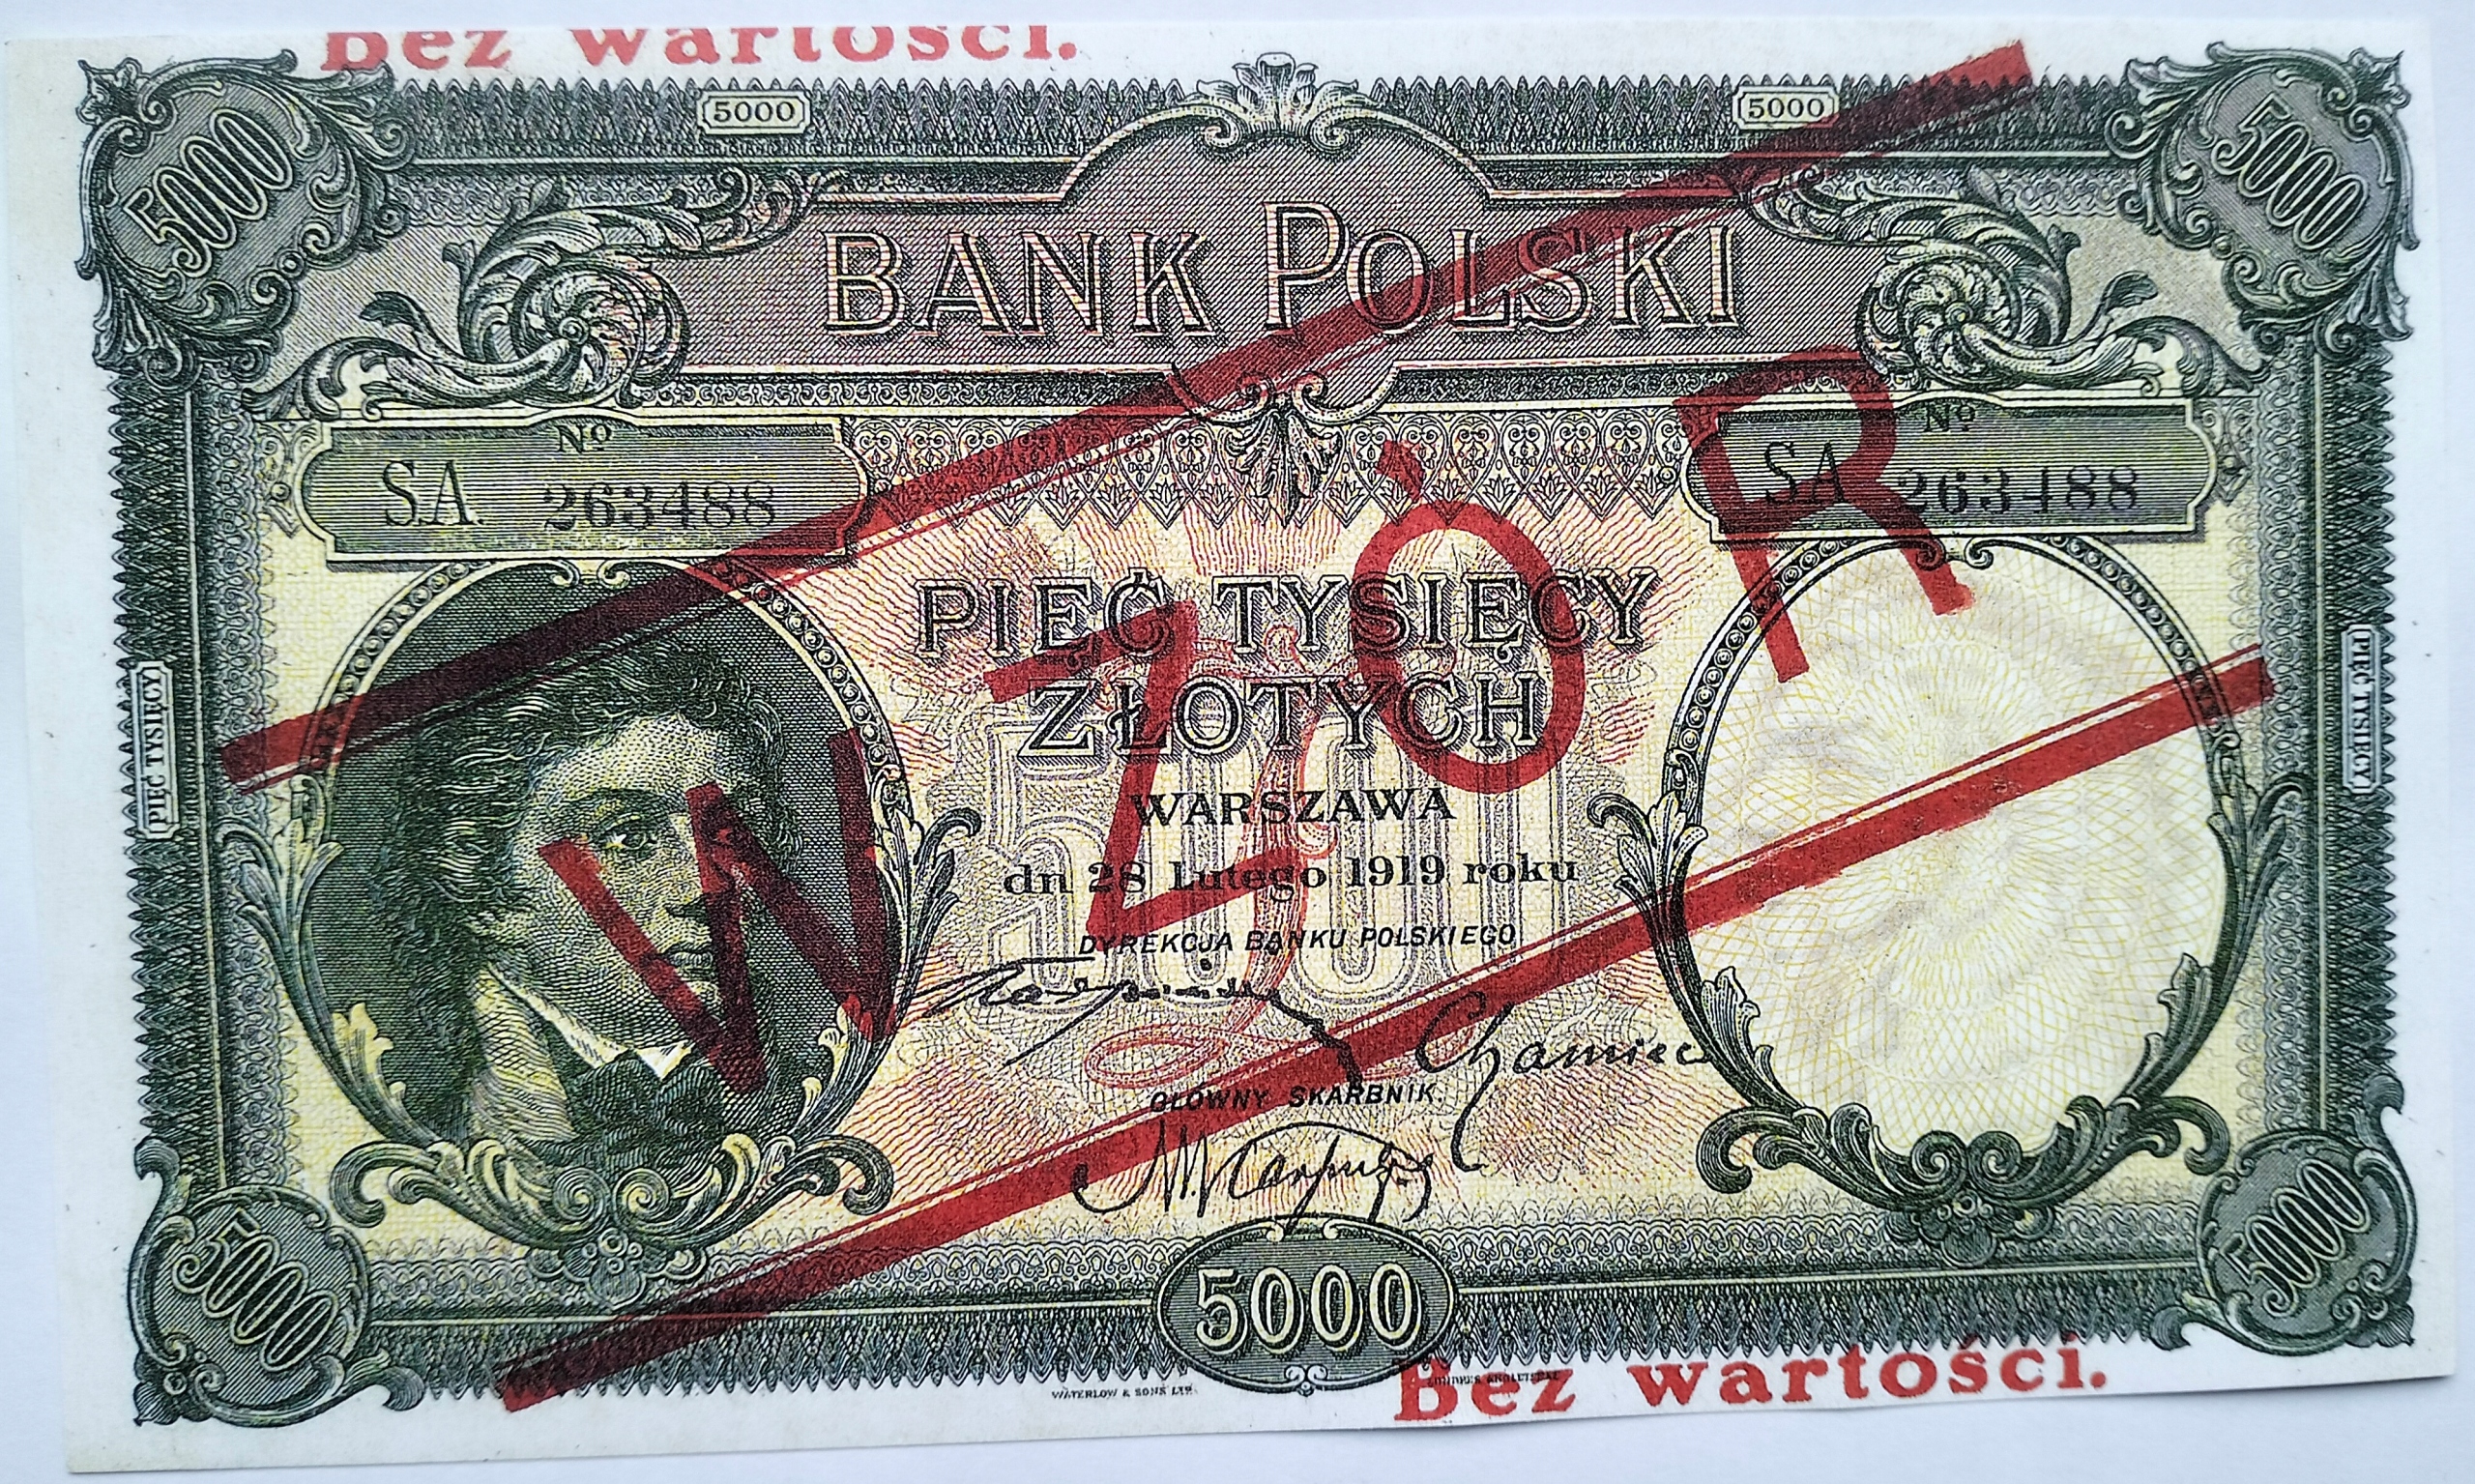 Bez wartości.
5000 5000
5000 5000
BANK POLSKI
Nº Nº
S.A. 263488 S.A. 263488
WZÓR
PIĘĆ TYSIĘCY
ZŁOTYCH
PIĘĆ TYSIĘCY PIĘĆ TYSIĘCY
WARSZAWA
dn 28 Lutego 1919 roku
5000
DYREKCJA BANKU POLSKIEGO
GŁÓWNY SKARBNIK.
5000 5000 5000
WATERLOW & SONS LTD.
Bez wartości.